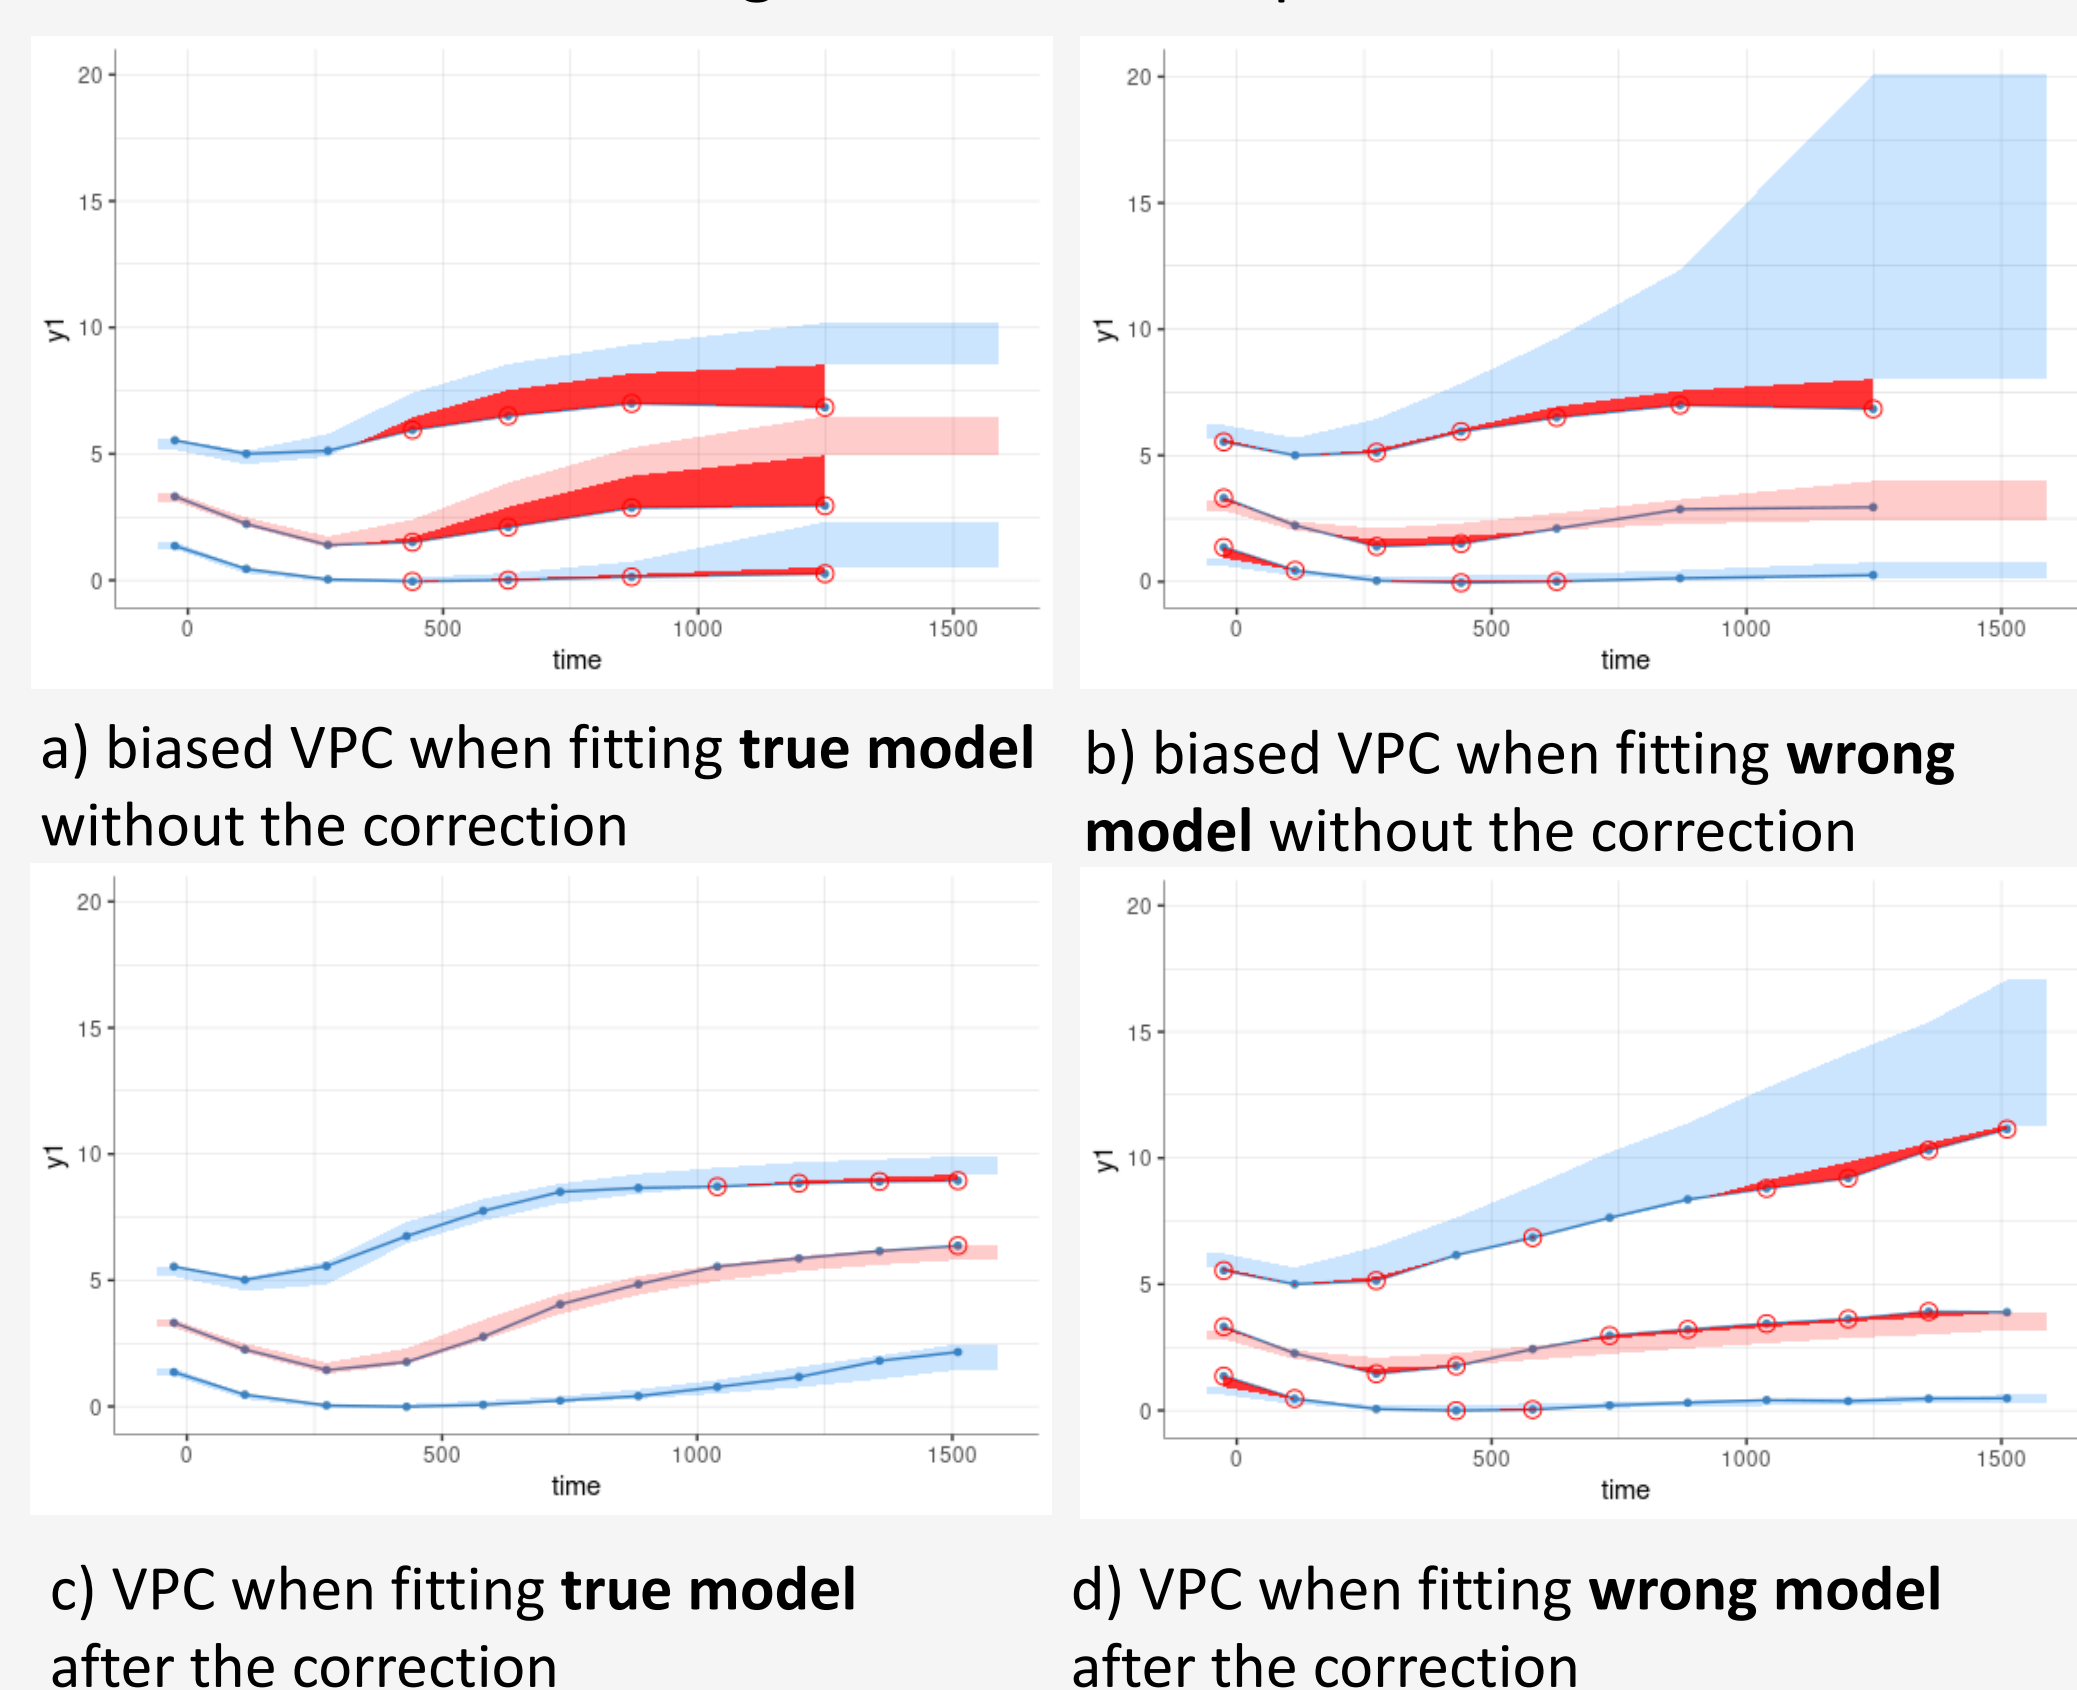 20
15
10
5
0
y1
0 500 1000 1500
time
20
15
10
5
0
y1
0 500 1000 1500
time
a) biased VPC when fitting true model
without the correction
b) biased VPC when fitting wrong
model without the correction
20
15
10
5
0
y1
0 500 1000 1500
time
20
15
10
5
0
y1
0 500 1000 1500
time
c) VPC when fitting true model
after the correction
d) VPC when fitting wrong model
after the correction